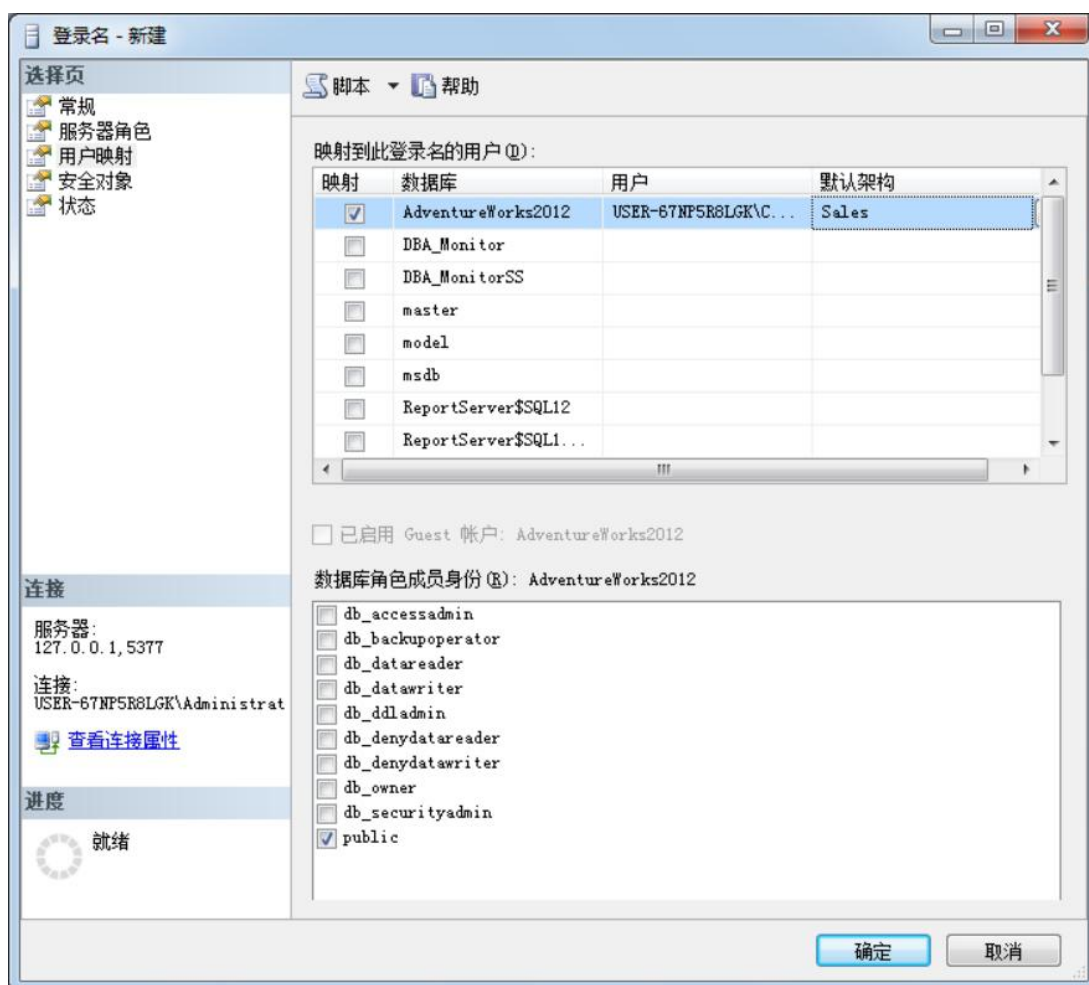 登录名 - 新建
选择页
常规
服务器角色
用户映射
安全对象
状态
脚本 帮助
映射到此登录名的用户(D):
映射 数据库 用户 默认架构
AdventureWorks2012 USER-67NP5R8LGK\C... Sales
DBA_Monitor
DBA_MonitorSS
master
model
msdb
ReportServer$SQL12
ReportServer$SQL1...
已启用 Guest 帐户: AdventureWorks2012
数据库角色成员身份(R): AdventureWorks2012
db_accessadmin
db_backupoperator
db_datareader
db_datawriter
db_ddladmin
db_denydatareader
db_denydatawriter
db_owner
db_securityadmin
public
连接
服务器:
127.0.0.1,5377
连接:
USER-67NP5R8LGK\Administrat
查看连接属性
进度
就绪
确定 取消